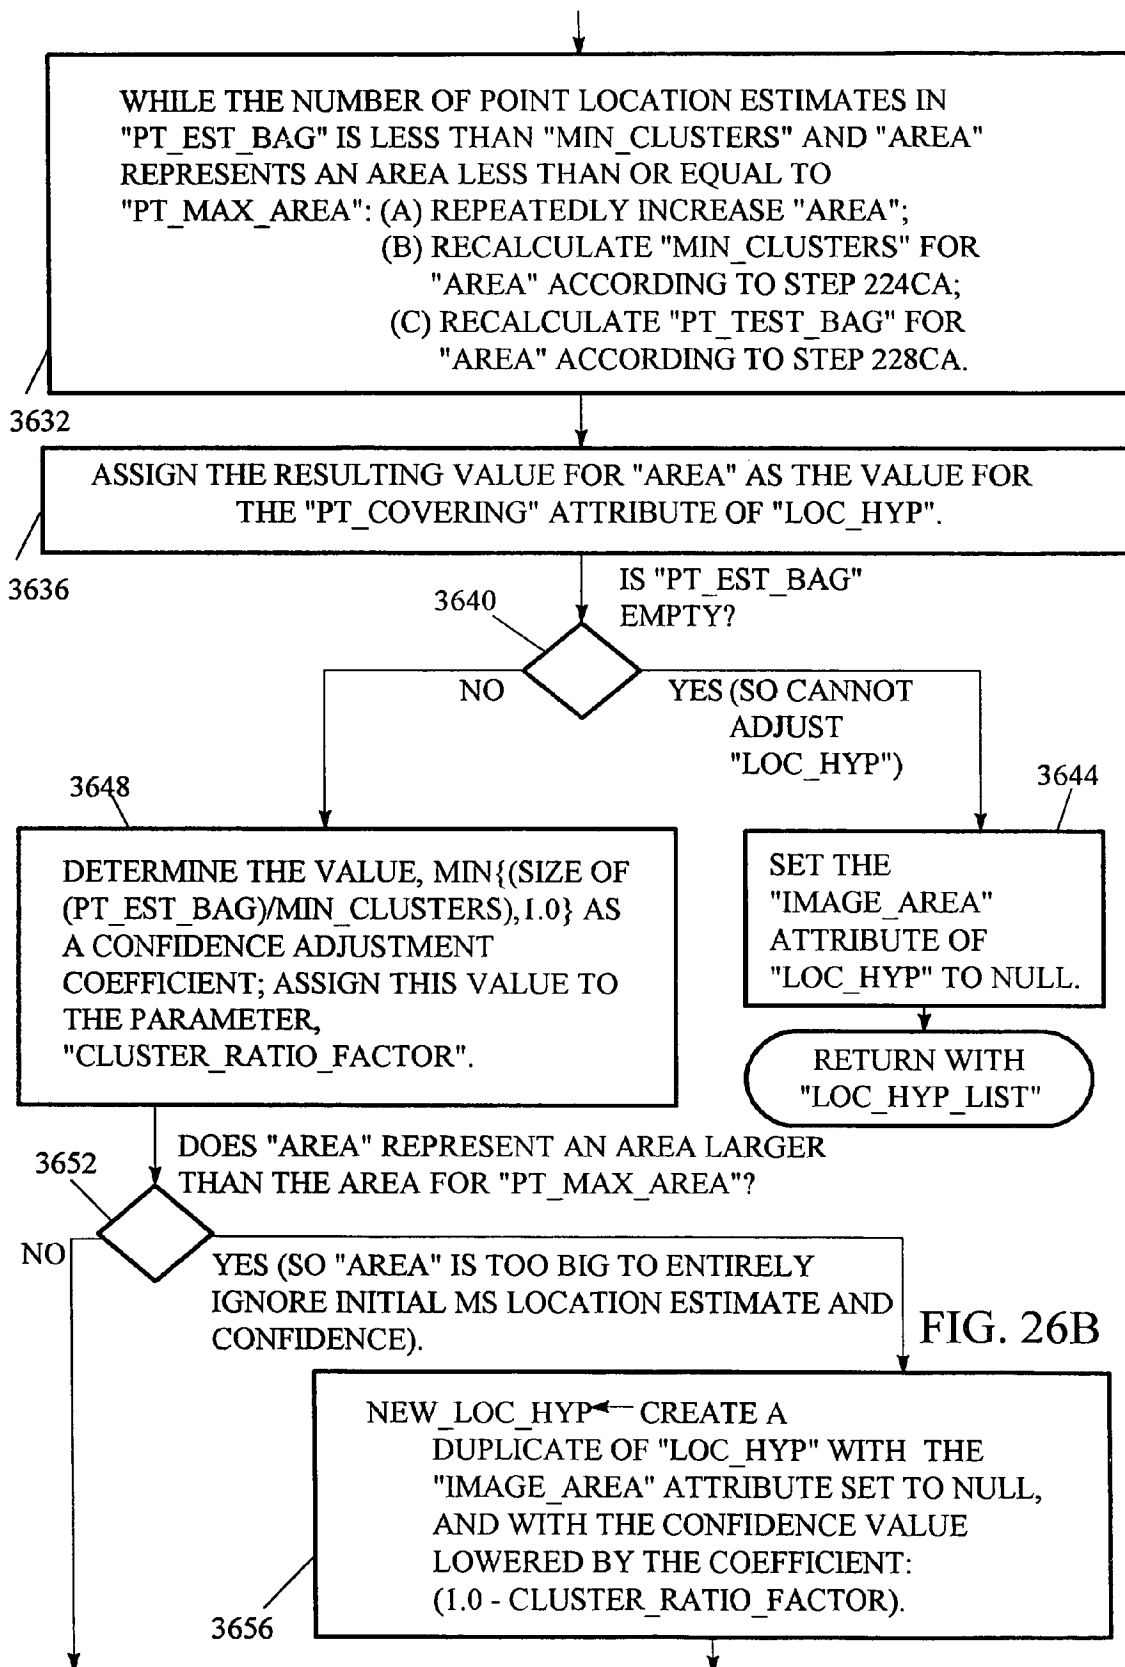 WHILE THE NUMBER OF POINT LOCATION ESTIMATES IN
"PT_EST_BAG" IS LESS THAN "MIN_CLUSTERS" AND "AREA"
REPRESENTS AN AREA LESS THAN OR EQUAL TO
"PT_MAX_AREA": (A) REPEATEDLY INCREASE "AREA";
(B) RECALCULATE "MIN_CLUSTERS" FOR
"AREA" ACCORDING TO STEP 224CA;
(C) RECALCULATE "PT_TEST_BAG" FOR
"AREA" ACCORDING TO STEP 228CA.
3632
ASSIGN THE RESULTING VALUE FOR "AREA" AS THE VALUE FOR
THE "PT_COVERING" ATTRIBUTE OF "LOC_HYP".
3636
IS "PT_EST_BAG"
EMPTY?
3640
NO
YES (SO CANNOT
ADJUST
"LOC_HYP")
3648
3644
DETERMINE THE VALUE, MIN{(SIZE OF
(PT_EST_BAG)/MIN_CLUSTERS),1.0} AS
A CONFIDENCE ADJUSTMENT
COEFFICIENT; ASSIGN THIS VALUE TO
THE PARAMETER,
"CLUSTER_RATIO_FACTOR".
SET THE
"IMAGE_AREA"
ATTRIBUTE OF
"LOC_HYP" TO NULL.
RETURN WITH
"LOC_HYP_LIST"
DOES "AREA" REPRESENT AN AREA LARGER
THAN THE AREA FOR "PT_MAX_AREA"?
3652
NO
YES (SO "AREA" IS TOO BIG TO ENTIRELY
IGNORE INITIAL MS LOCATION ESTIMATE AND
CONFIDENCE).
FIG. 26B
NEW_LOC_HYP CREATE A
DUPLICATE OF "LOC_HYP" WITH THE
"IMAGE_AREA" ATTRIBUTE SET TO NULL,
AND WITH THE CONFIDENCE VALUE
LOWERED BY THE COEFFICIENT:
(1.0 - CLUSTER_RATIO_FACTOR).
3656